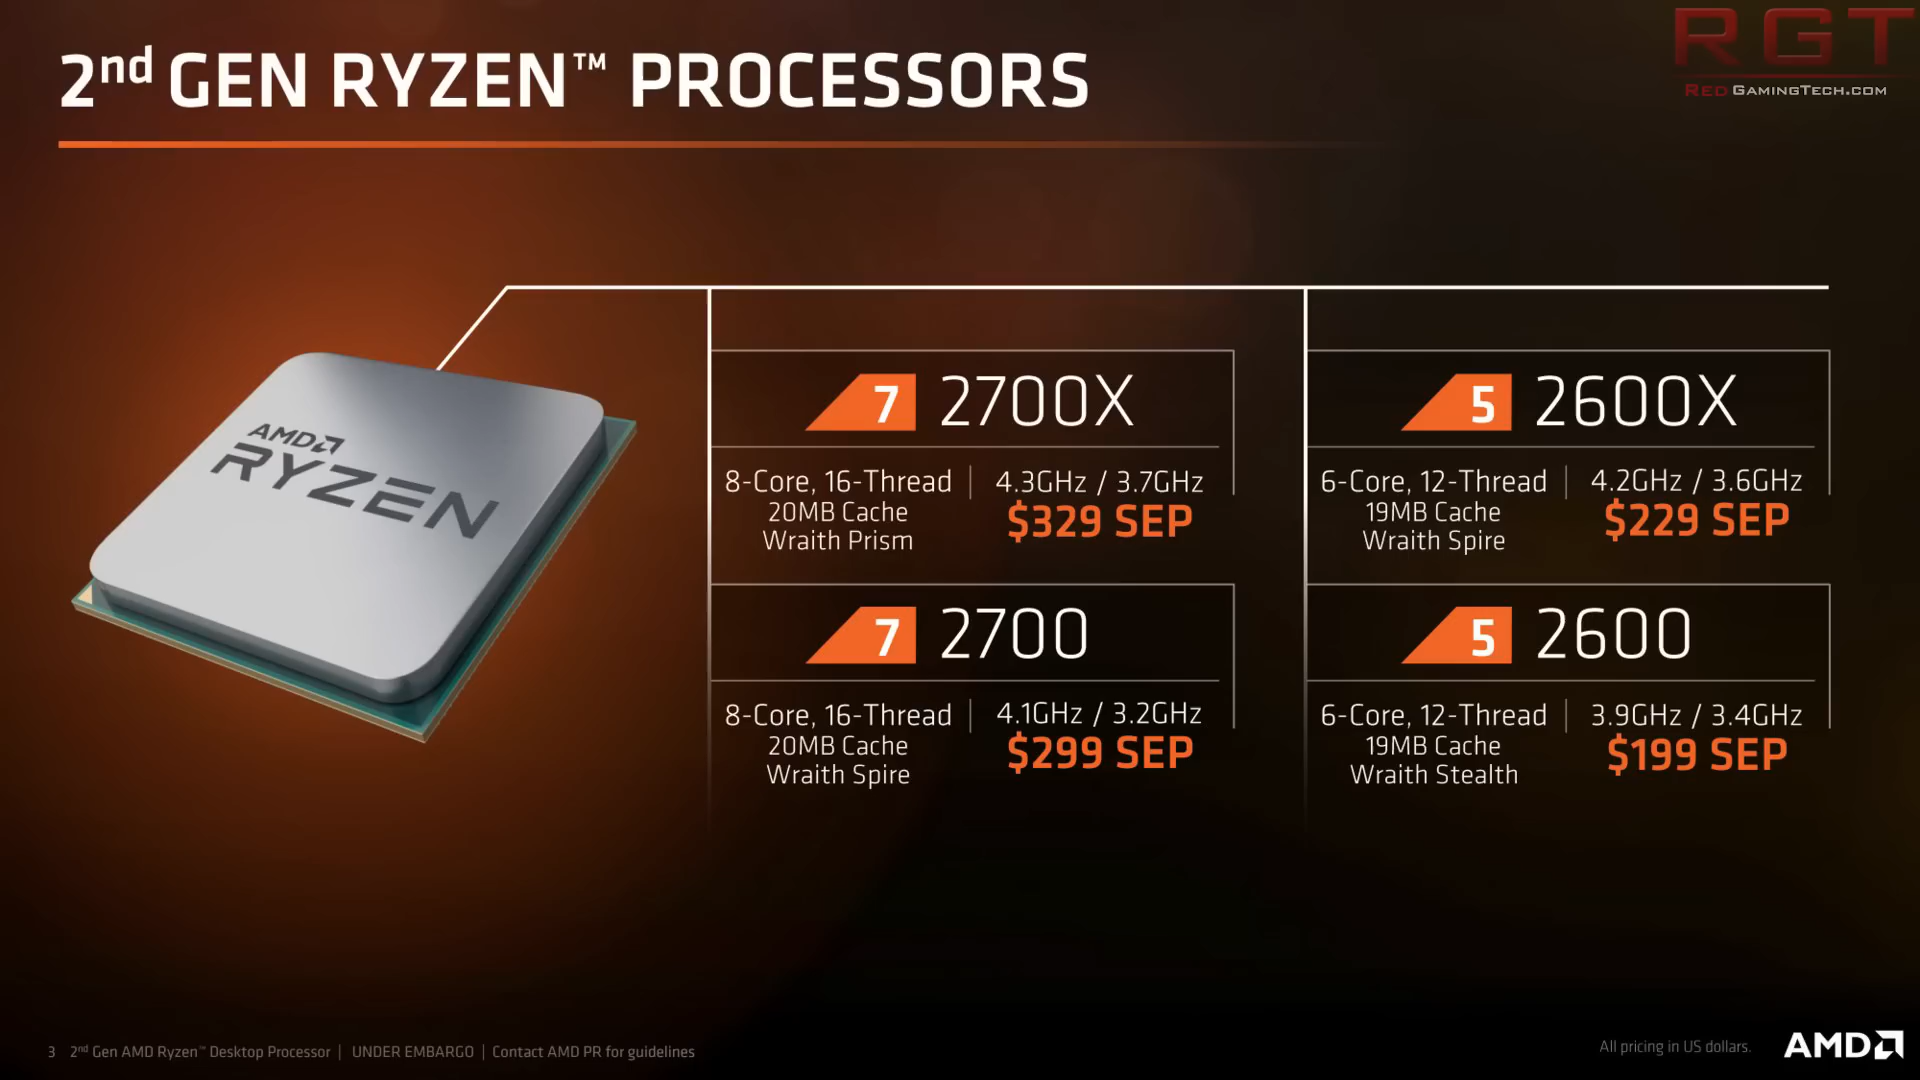 2nd GEN RYZEN™ PROCESSORS
RGT
RED GAMINGTECH.COM
AMD
RYZEN
7 2700X
8-Core, 16-Thread | 4.3GHz / 3.7GHz
20MB Cache
$329 SEP
Wraith Prism
5 2600X
6-Core, 12-Thread | 4.2GHz / 3.6GHz
19MB Cache
$229 SEP
Wraith Spire
7 2700
8-Core, 16-Thread | 4.1GHz / 3.2GHz
20MB Cache
$299 SEP
Wraith Spire
5 2600
6-Core, 12-Thread | 3.9GHz / 3.4GHz
19MB Cache
$199 SEP
Wraith Stealth
3 2nd Gen AMD Ryzen™ Desktop Processor | UNDER EMBARGO | Contact AMD PR for guidelines
All pricing in US dollars.
AMD